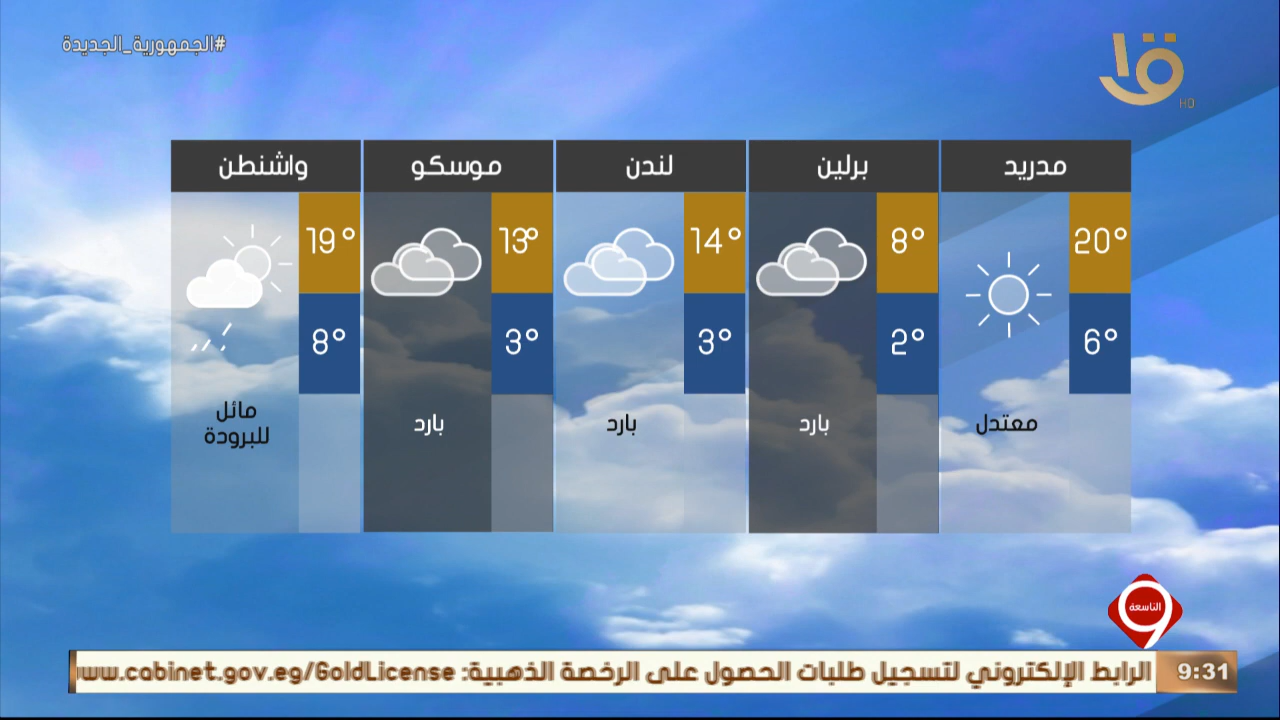 #الجمهورية_الجديدة
HD
مدريد
20°
6°
معتدل
برلين
8°
2°
بارد
لندن
14°
3°
بارد
موسكو
13°
3°
بارد
واشنطن
19°
8°
مائل
للبرودة
9
التاسعة
9:31
الرابط الإلكتروني لتسجيل طلبات الحصول على الرخصة الذهبية: www.cabinet.gov.eg/GoldLicense